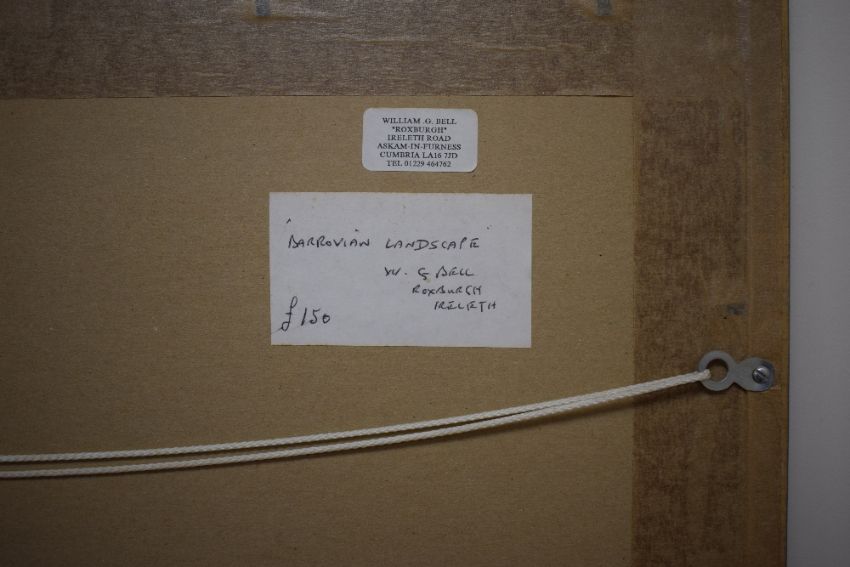 WILLIAM .G. BELL
"ROXBURGH"
IRELETH ROAD
ASKAM-IN-FURNESS
CUMBRIA LA16 7JD
TEL 01229 464762
"BARROVIAN LANDSCAPE"
W. G BELL
ROXBURGH
IRELETH
£150